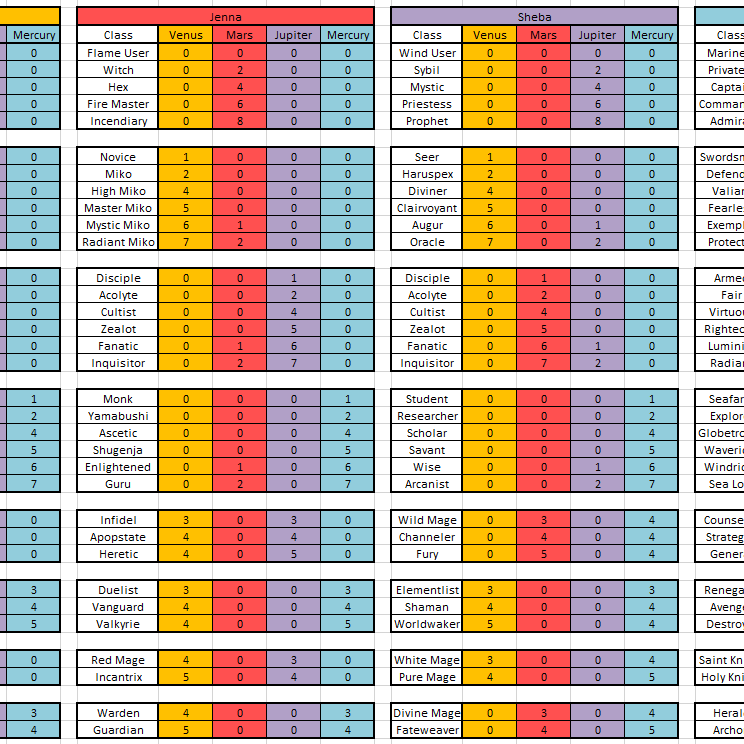 Jenna Sheba
Mercury Class Venus Mars Jupiter Mercury Class Venus Mars Jupiter Mercury Clas
0 Flame User 0 0 0 0 Wind User 0 0 0 0 Marine
0 Witch 0 2 0 0 Sybil 0 0 2 0 Private
0 Hex 0 4 0 0 Mystic 0 0 4 0 Captai
0 Fire Master 0 6 0 0 Priestess 0 0 6 0 Comman
0 Incendiary 0 8 0 0 Prophet 0 0 8 0 Admira
0 Novice 1 0 0 0 Seer 1 0 0 0 Swordsm
0 Miko 2 0 0 0 Haruspex 2 0 0 0 Defend
0 High Miko 4 0 0 0 Diviner 4 0 0 0 Valian
0 Master Miko 5 0 0 0 Clairvoyant 5 0 0 0 Fearles
0 Mystic Miko 6 1 0 0 Augur 6 0 1 0 Exempl
0 Radiant Miko 7 2 0 0 Oracle 7 0 2 0 Protect
0 Disciple 0 0 1 0 Disciple 0 1 0 0 Armed
0 Acolyte 0 0 2 0 Acolyte 0 2 0 0 Fair
0 Cultist 0 0 4 0 Cultist 0 4 0 0 Virtuou
0 Zealot 0 0 5 0 Zealot 0 5 0 0 Righteo
0 Fanatic 0 1 6 0 Fanatic 0 6 1 0 Lumini
0 Inquisitor 0 2 7 0 Inquisitor 0 7 2 0 Radian
1 Monk 0 0 0 1 Student 0 0 0 1 Seafar
2 Yamabushi 0 0 0 2 Researcher 0 0 0 2 Explor
4 Ascetic 0 0 0 4 Scholar 0 0 0 4 Globetro
5 Shugenja 0 0 0 5 Savant 0 0 0 5 Waveri
6 Enlightened 0 1 0 6 Wise 0 0 1 6 Windri
7 Guru 0 2 0 7 Arcanist 0 0 2 7 Sea Lo
0 Infidel 3 0 3 0 Wild Mage 0 3 0 4 Counse
0 Apopstate 4 0 4 0 Channeler 0 4 0 4 Strateg
0 Heretic 4 0 5 0 Fury 0 5 0 4 Gener
3 Duelist 3 0 0 3 Elementlist 3 0 0 3 Renega
4 Vanguard 4 0 0 4 Shaman 4 0 0 4 Aveng
5 Valkyrie 4 0 0 5 Worldwaker 5 0 0 4 Destro
0 Red Mage 4 0 3 0 White Mage 3 0 0 4 Saint Kn
0 Incantrix 5 0 4 0 Pure Mage 4 0 0 5 Holy Kni
3 Warden 4 0 0 3 Divine Mage 0 3 0 4 Heral
4 Guardian 5 0 0 4 Fateweaver 0 4 0 5 Archo